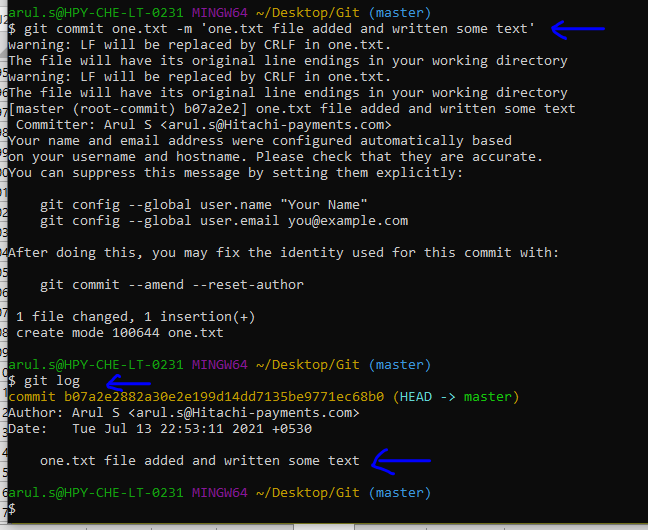 arul.s@HPY-CHE-LT-0231 MINGW64 ~/Desktop/Git (master)
$ git commit one.txt -m 'one.txt file added and written some text'
warning: LF will be replaced by CRLF in one.txt.
The file will have its original line endings in your working directory
warning: LF will be replaced by CRLF in one.txt.
The file will have its original line endings in your working directory
[master (root-commit) b07a2e2] one.txt file added and written some text
Committer: Arul S <arul.s@Hitachi-payments.com>
Your name and email address were configured automatically based
on your username and hostname. Please check that they are accurate.
You can suppress this message by setting them explicitly:
git config --global user.name "Your Name"
git config --global user.email you@example.com
After doing this, you may fix the identity used for this commit with:
git commit --amend --reset-author
1 file changed, 1 insertion(+)
create mode 100644 one.txt
arul.s@HPY-CHE-LT-0231 MINGW64 ~/Desktop/Git (master)
$ git log
commit b07a2e2882a30e2e199d14dd7135be9771ec68b0 (HEAD -> master)
Author: Arul S <arul.s@Hitachi-payments.com>
Date: Tue Jul 13 22:53:11 2021 +0530
one.txt file added and written some text
arul.s@HPY-CHE-LT-0231 MINGW64 ~/Desktop/Git (master)
$